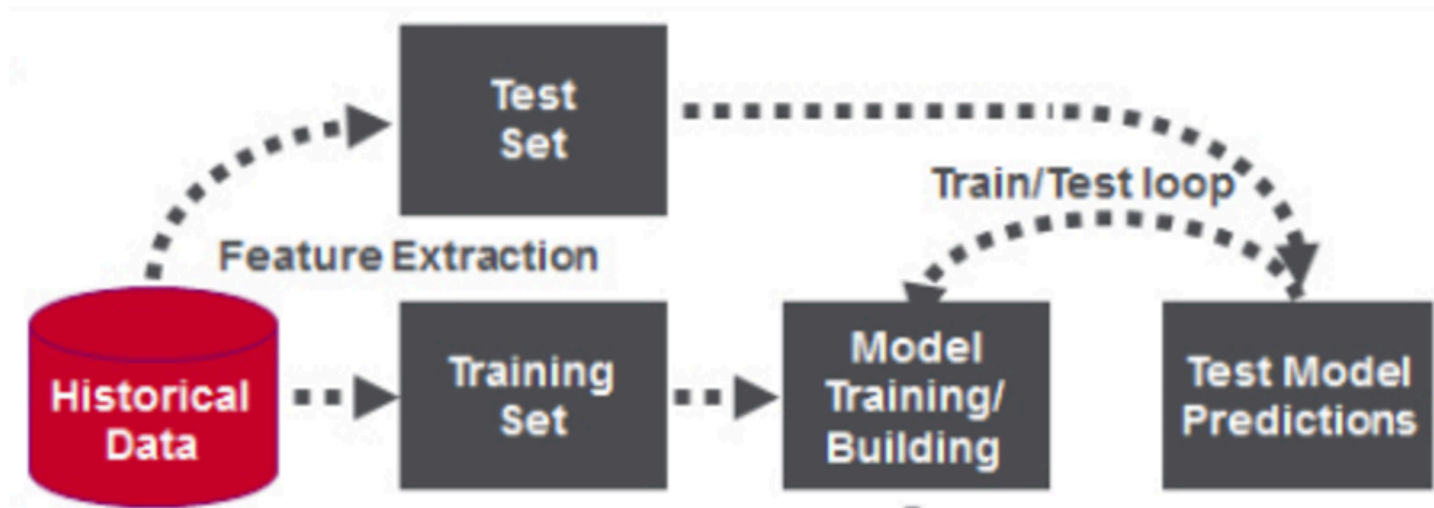 Test
Set
Train/Test loop
Feature Extraction
Historical
Data
Training
Set
Model
Training/
Building
Test Model
Predictions